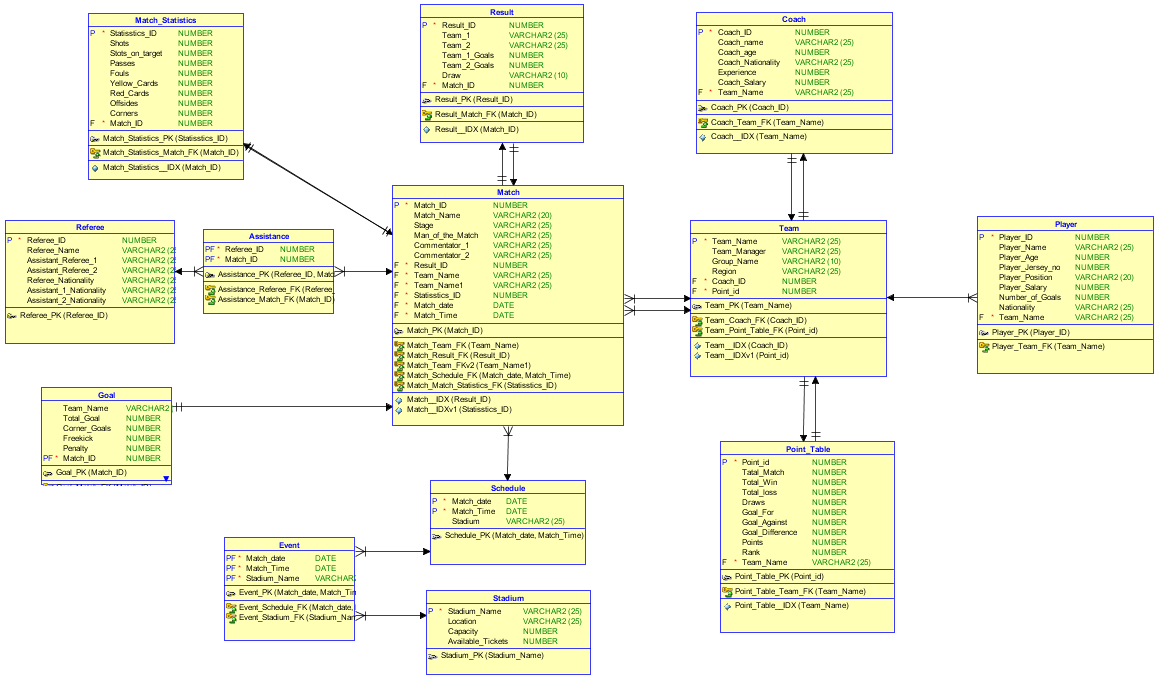 Match_Statistics
P * Statisstics_ID NUMBER
Shots NUMBER
Stots_on_target NUMBER
Passes NUMBER
Fouls NUMBER
Yellow_Cards NUMBER
Red_Cards NUMBER
Offsides NUMBER
Corners NUMBER
F * Match_ID NUMBER
Match_Statistics_PK (Statisstics_ID)
Match_Statistics_Match_FK (Match_ID)
Match_Statistics__IDX (Match_ID)
Result
P * Result_ID NUMBER
Team_1 VARCHAR2 (25)
Team_2 VARCHAR2 (25)
Team_1_Goals NUMBER
Team_2_Goals NUMBER
Draw VARCHAR2 (10)
F * Match_ID NUMBER
Result_PK (Result_ID)
Result_Match_FK (Match_ID)
Result__IDX (Match_ID)
Coach
P * Coach_ID NUMBER
Coach_name VARCHAR2 (25)
Coach_age NUMBER
Coach_Nationality VARCHAR2 (25)
Experience NUMBER
Coach_Salary NUMBER
F * Team_Name VARCHAR2 (25)
Coach_PK (Coach_ID)
Coach_Team_FK (Team_Name)
Coach__IDX (Team_Name)
Referee
P * Referee_ID NUMBER
Referee_Name VARCHAR2 (2
Assistant_Referee_1 VARCHAR2 (2
Assistant_Referee_2 VARCHAR2 (2
Referee_Nationality VARCHAR2 (2
Assistant_1_Nationality VARCHAR2 (2
Assistant_2_Nationality VARCHAR2 (2
Referee_PK (Referee_ID)
Assistance
PF * Referee_ID NUMBER
PF * Match_ID NUMBER
Assistance_PK (Referee_ID, Matc
Assistance_Referee_FK (Referee_
Assistance_Match_FK (Match_ID)
Match
P * Match_ID NUMBER
Match_Name VARCHAR2 (20)
Stage VARCHAR2 (25)
Man_of_the_Match VARCHAR2 (25)
Commentator_1 VARCHAR2 (25)
Commentator_2 VARCHAR2 (25)
F * Result_ID NUMBER
F * Team_Name VARCHAR2 (25)
F * Team_Name1 VARCHAR2 (25)
F * Statisstics_ID NUMBER
F * Match_date DATE
F * Match_Time DATE
Match_PK (Match_ID)
Match_Team_FK (Team_Name)
Match_Result_FK (Result_ID)
Match_Team_FKv2 (Team_Name1)
Match_Schedule_FK (Match_date, Match_Time)
Match_Match_Statistics_FK (Statisstics_ID)
Match__IDX (Result_ID)
Match__IDXv1 (Statisstics_ID)
Team
P * Team_Name VARCHAR2 (25)
Team_Manager VARCHAR2 (25)
Group_Name VARCHAR2 (10)
Region VARCHAR2 (25)
F * Coach_ID NUMBER
F * Point_id NUMBER
Team_PK (Team_Name)
Team_Coach_FK (Coach_ID)
Team_Point_Table_FK (Point_id)
Team__IDX (Coach_ID)
Team__IDXv1 (Point_id)
Player
P * Player_ID NUMBER
Player_Name VARCHAR2 (25)
Player_Age NUMBER
Player_Jersey_no NUMBER
Player_Position VARCHAR2 (20)
Player_Salary NUMBER
Number_of_Goals NUMBER
Nationality VARCHAR2 (25)
F * Team_Name VARCHAR2 (25)
Player_PK (Player_ID)
Player_Team_FK (Team_Name)
Goal
Team_Name VARCHAR2
Total_Goal NUMBER
Corner_Goals NUMBER
Freekick NUMBER
Penalty NUMBER
PF * Match_ID NUMBER
Goal_PK (Match_ID)
Schedule
P * Match_date DATE
P * Match_Time DATE
Stadium VARCHAR2 (25)
Schedule_PK (Match_date, Match_Time)
Point_Table
P * Point_id NUMBER
Tatal_Match NUMBER
Total_Win NUMBER
Total_loss NUMBER
Draws NUMBER
Goal_For NUMBER
Goal_Against NUMBER
Goal_Difference NUMBER
Points NUMBER
Rank NUMBER
F * Team_Name VARCHAR2 (25)
Point_Table_PK (Point_id)
Point_Table_Team_FK (Team_Name)
Point_Table__IDX (Team_Name)
Event
PF * Match_date DATE
PF * Match_Time DATE
PF * Stadium_Name VARCHAR
Event_PK (Match_date, Match_Tin
Event_Schedule_FK (Match_date,
Event_Stadium_FK (Stadium_Nar
Stadium
P * Stadium_Name VARCHAR2 (25)
Location VARCHAR2 (25)
Capacity NUMBER
Available_Tickets NUMBER
Stadium_PK (Stadium_Name)